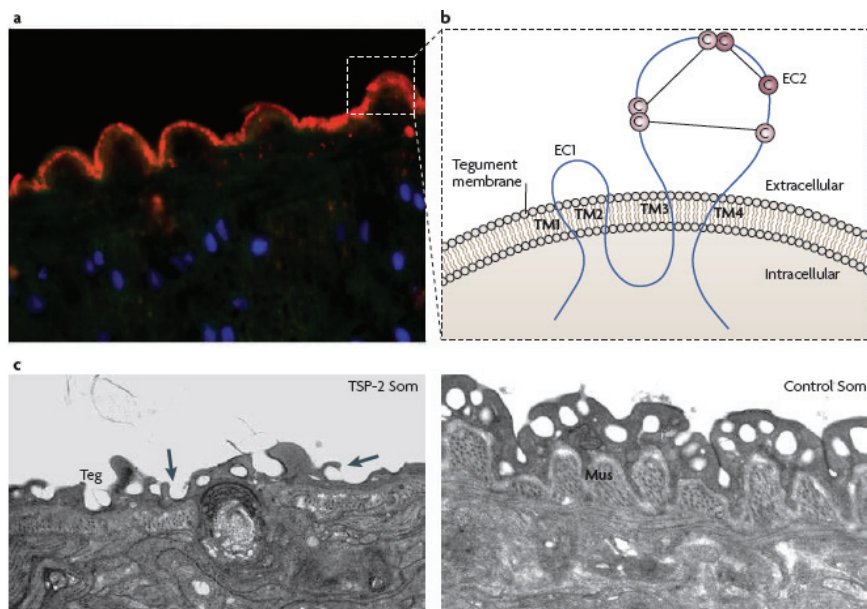 a
b
C
C
C
EC2
C
C
C
EC1
Tegument
membrane
Extracellular
TM1
TM2
TM3
TM4
Intracellular
c
TSP-2 Som
Teg
Control Som
Mus